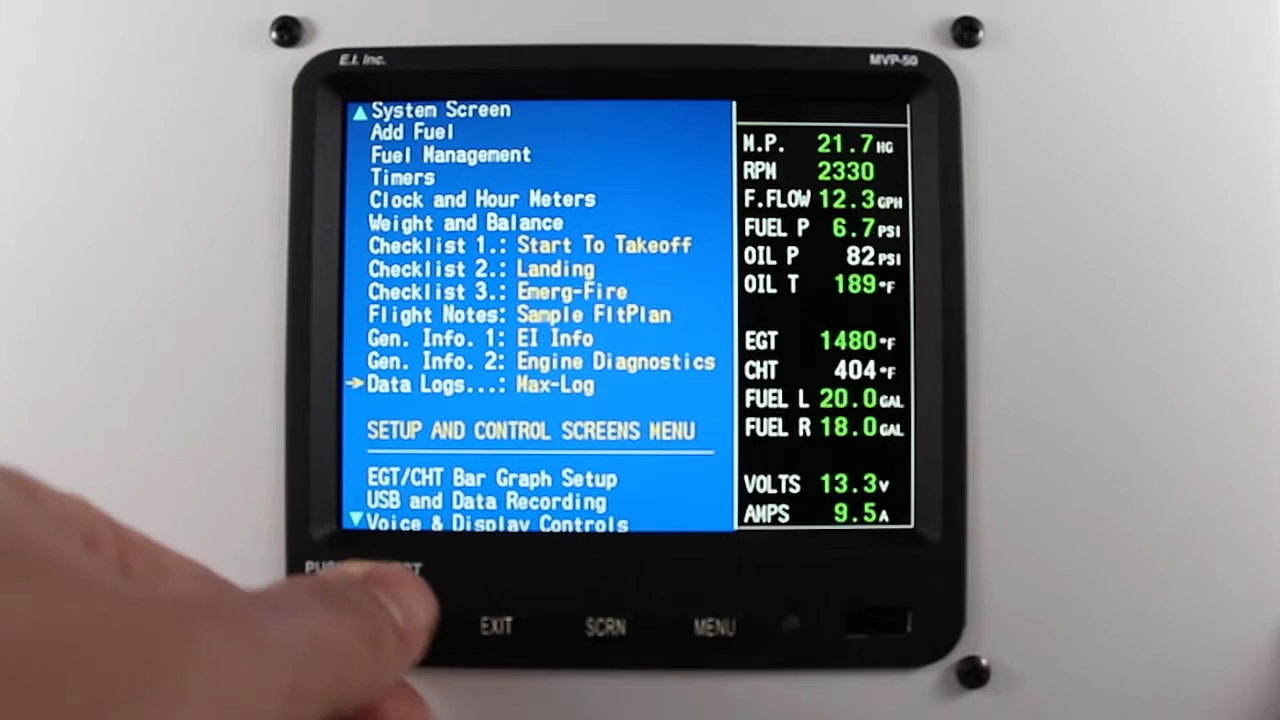 E.I. Inc.
MVP-50
System Screen
Add Fuel
Fuel Management
Timers
Clock and Hour Meters
Weight and Balance
Checklist 1.: Start To Takeoff
Checklist 2.: Landing
Checklist 3.: Emerg-Fire
Flight Notes: Sample FltPlan
Gen. Info. 1: EI Info
Gen. Info. 2: Engine Diagnostics
Data Logs...: Max-Log
SETUP AND CONTROL SCREENS MENU
EGT/CHT Bar Graph Setup
USB and Data Recording
Voice & Display Controls
M.P. 21.7 HG
RPM 2330
F.FLOW 12.3 GPH
FUEL P 6.7 PSI
OIL P 82 PSI
OIL T 189 °F
EGT 1480 °F
CHT 404 °F
FUEL L 20.0 GAL
FUEL R 18.0 GAL
VOLTS 13.3 V
AMPS 9.5 A
EXIT
SCRN
MENU